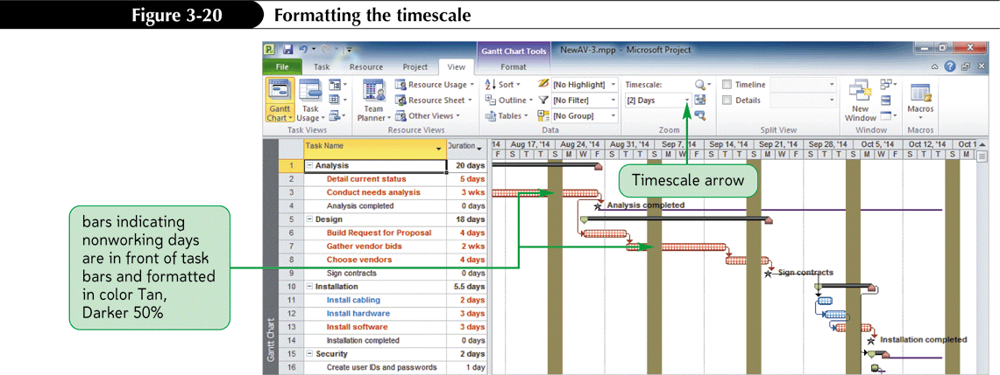 Figure 3-20
Formatting the timescale
Gantt Chart Tools
NewAV-3.mpp - Microsoft Project
File
Task
Resource
Project
View
Format
Gantt
Chart
Task
Usage
Task Views
Team
Planner
Resource Usage
Resource Sheet
Other Views
Resource Views
Sort
Outline
Tables
[No Highlight]
[No Filter]
[No Group]
Data
Timescale:
[2] Days
Zoom
Timeline
Details
Split View
New
Window
Window
Macros
Macros
Task Name
Duration
'14 Aug 17, '14 Aug 24, '14 Aug 31, '14 Sep 7, '14 Sep 14, '14 Sep 21, '14 Sep 28, '14 Oct 5, '14 Oct 12, '14 Oct 1
F S T T S M W F S T T S M W F S T T S M W F S T T S M W F
1 Analysis 20 days
2 Detail current status 5 days
3 Conduct needs analysis 3 wks
4 Analysis completed 0 days
5 Design 18 days
6 Build Request for Proposal 4 days
7 Gather vendor bids 2 wks
8 Choose vendors 4 days
9 Sign contracts 0 days
10 Installation 5.5 days
11 Install cabling 2 days
12 Install hardware 3 days
13 Install software 3 days
14 Installation completed 0 days
15 Security 2 days
16 Create user IDs and passwords 1 day
Gantt Chart
Analysis completed
Sign contracts
Installation completed
Timescale arrow
bars indicating
nonworking days
are in front of task
bars and formatted
in color Tan,
Darker 50%